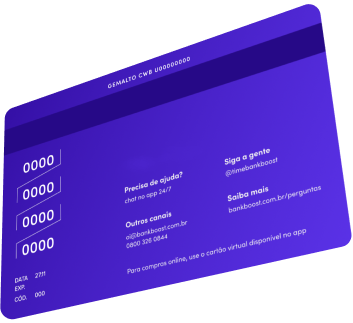 GEMALTO CWB U00000000
0000
0000
0000
0000
DATA EXP. 27/11
CÓD. 000
Precisa de ajuda?
chat no app 24/7
Outros canais
oi@bankboost.com.br
0800 326 0844
Siga a gente
@timebankboost
Saiba mais
bankboost.com.br/perguntas
Para compras online, use o cartão virtual disponível no app